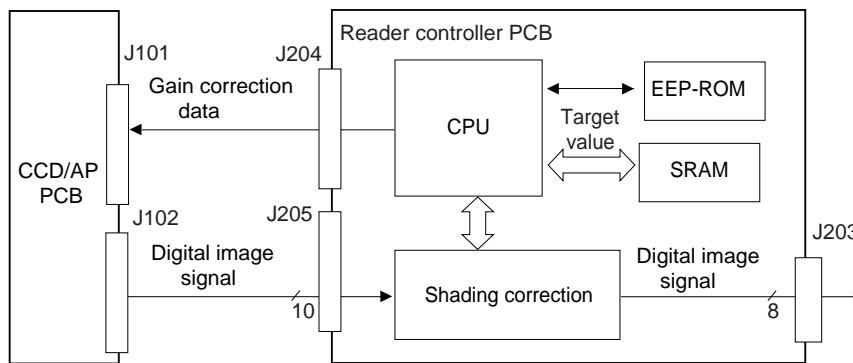 Reader controller PCB
J101
J204
Gain correction
data
CPU
EEP-ROM
Target
value
SRAM
CCD/AP
PCB
J102
J205
J203
Digital image
signal
10
Shading correction
Digital image
signal
8